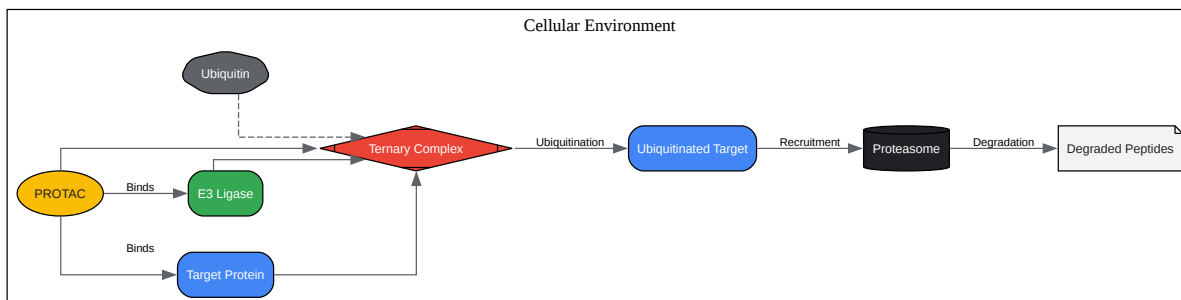 Cellular Environment
Ubiquitin
Ternary Complex
Ubiquitination
Ubiquitinated Target
Recruitment
Proteasome
Degradation
Degraded Peptides
PROTAC
Binds
E3 Ligase
Binds
Target Protein